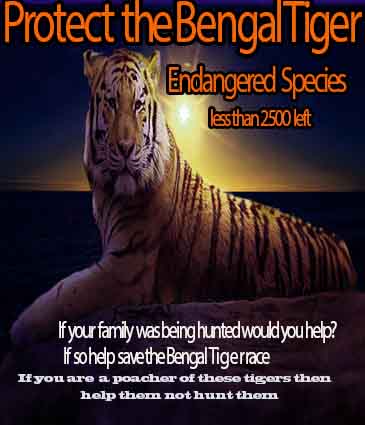 Protect the Bengal Tiger
Endangered Species
less than 2500 left
If your family was being hunted would you help?
If so help save the Bengal Tiger race
If you are a poacher of these tigers then
help them not hunt them